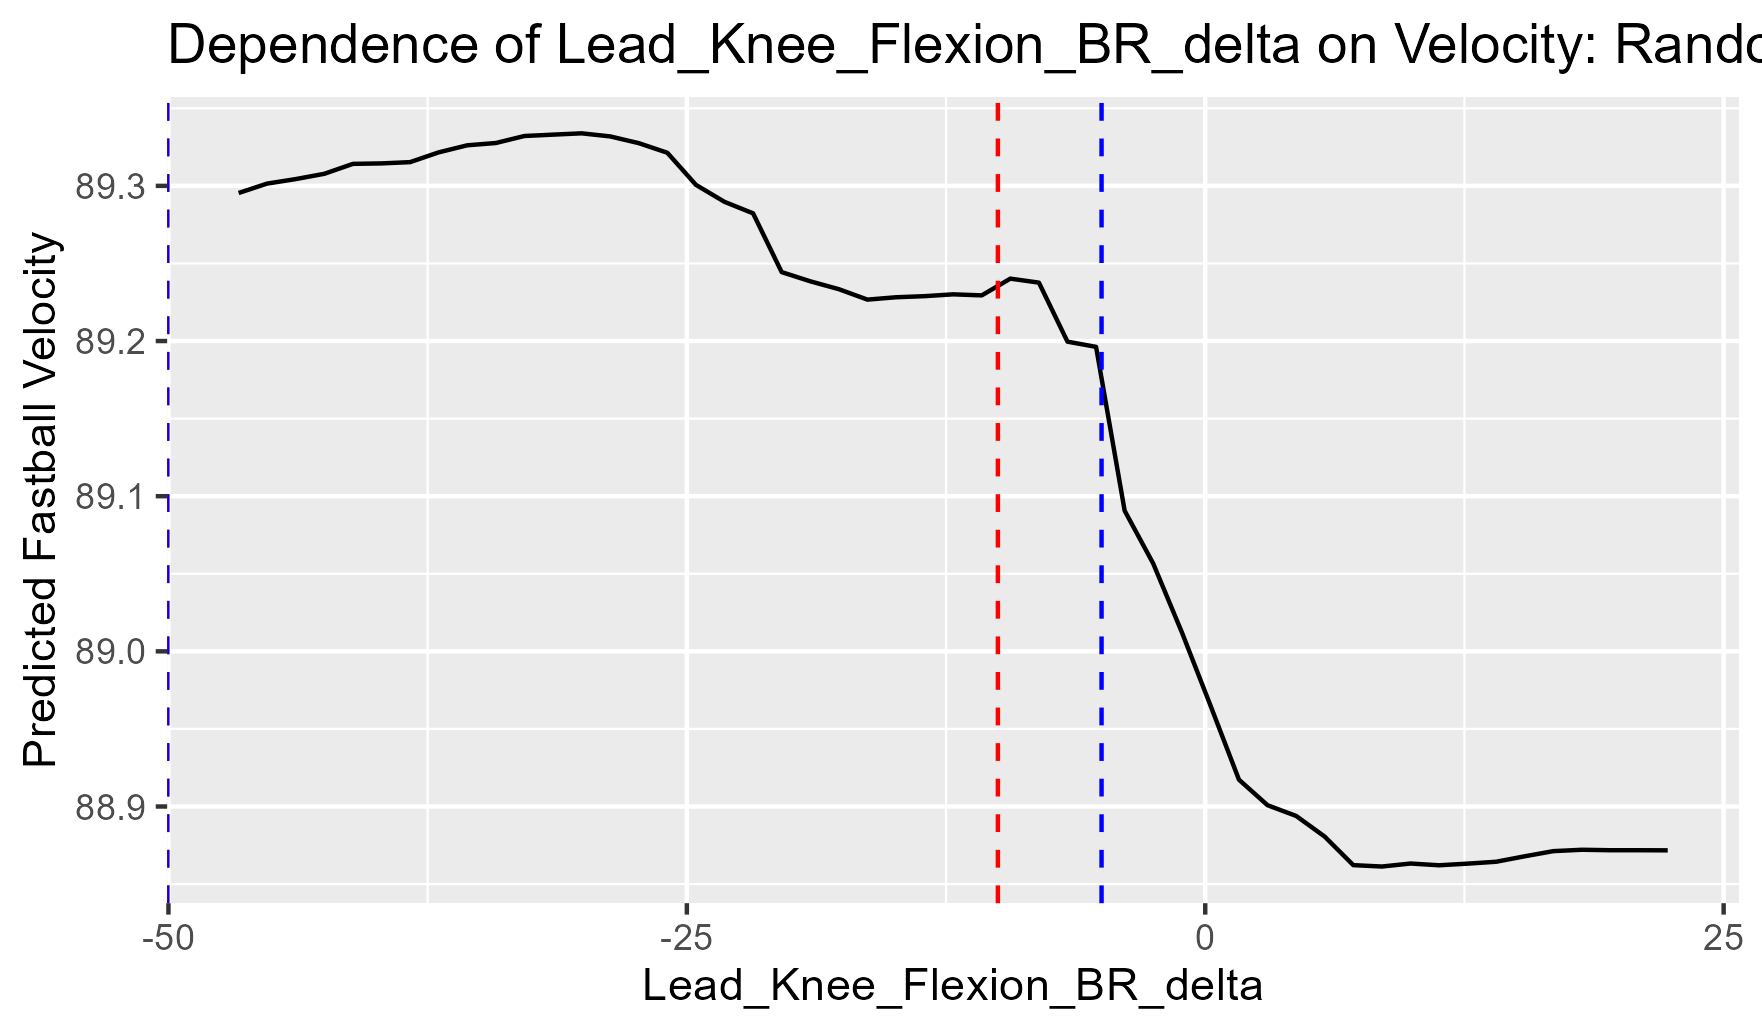 Dependence of Lead_Knee_Flexion_BR_delta on Velocity: Rando
Predicted Fastball Velocity
89.3
89.2
89.1
89.0
88.9
-50 -25 0 25
Lead_Knee_Flexion_BR_delta